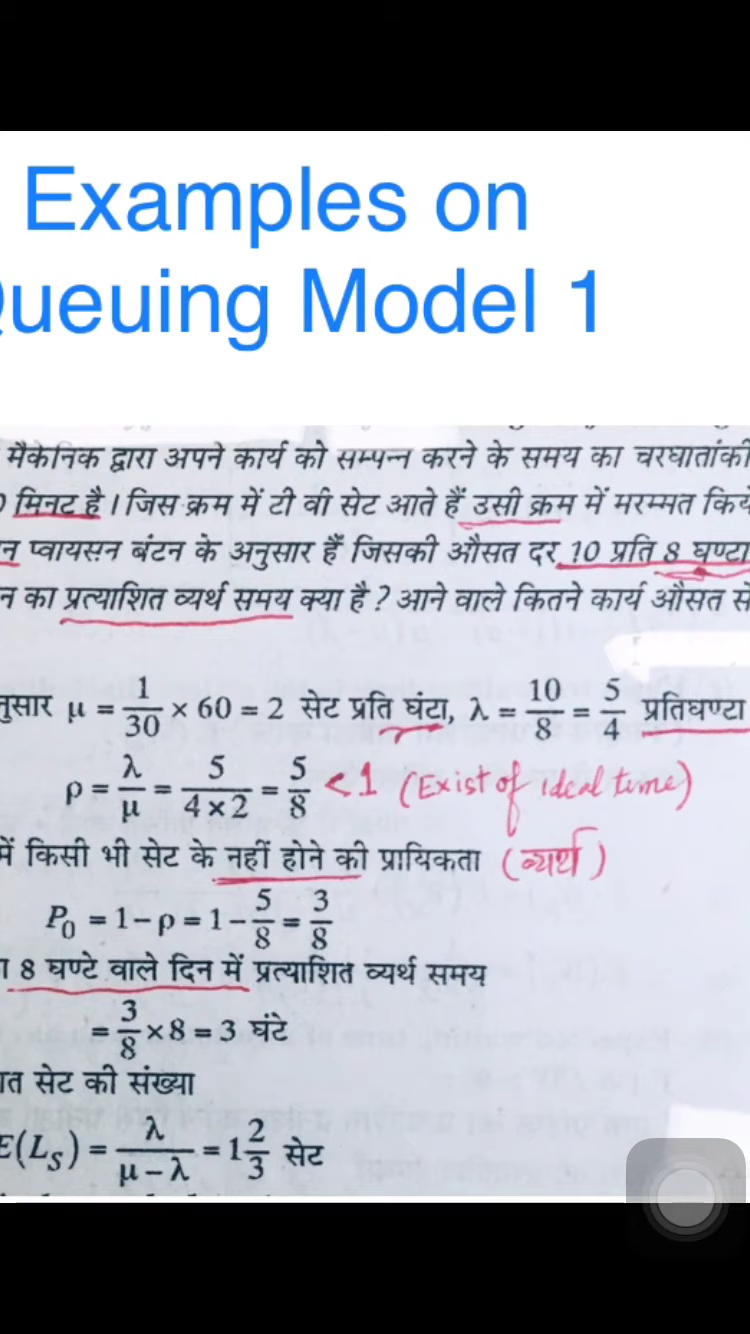 Examples on
Queuing Model 1
मैकेनिक द्वारा अपने कार्य को सम्पन्न करने के समय का चरघातांकी
मिनट है। जिस क्रम में टी वी सेट आते हैं उसी क्रम में मरम्मत किये
न प्वायसन बंटन के अनुसार हैं जिसकी औसत दर 10 प्रति 8 घण्टा
न का प्रत्याशित व्यर्थ समय क्या है ? आने वाले कितने कार्य औसत से
नुसार μ = 1/30 × 60 = 2 सेट प्रति घंटा, λ = 10/8 = 5/4 प्रतिघण्टा
ρ = λ/μ = 5/(4×2) = 5/8 <1 (Exist of ideal time)
में किसी भी सेट के नहीं होने की प्रायिकता (व्यर्थ)
P₀ = 1-ρ = 1-5/8 = 3/8
8 घण्टे वाले दिन में प्रत्याशित व्यर्थ समय
= 3/8 ×8 = 3 घंटे
त सेट की संख्या
E(L_S) = λ/(μ-λ) = 1 2/3 सेट